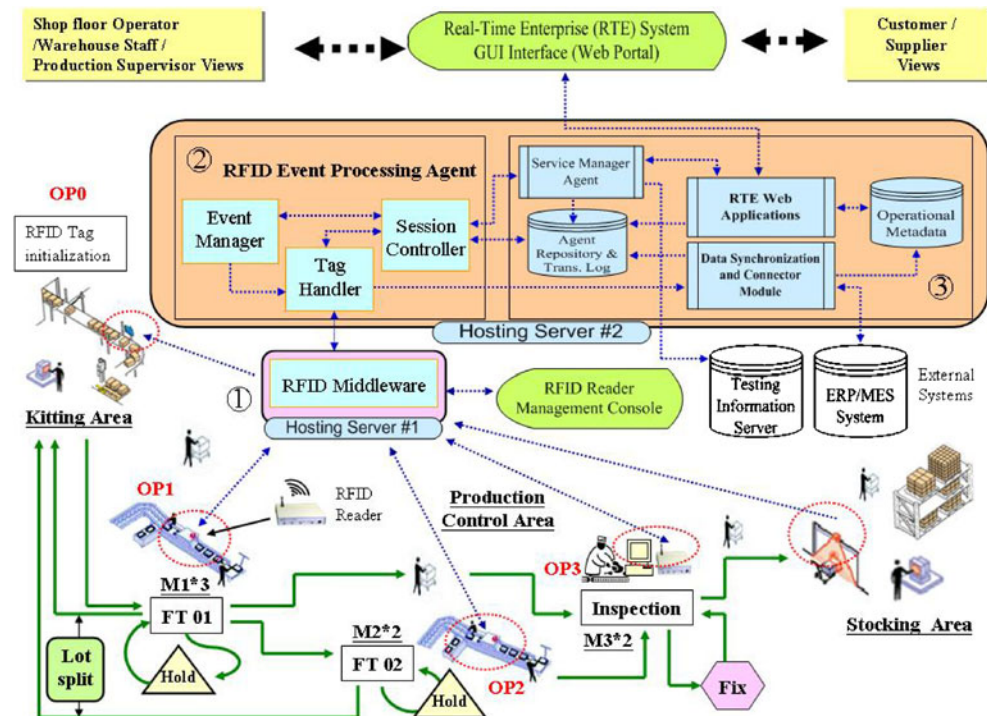 Shop floor Operator
/Warehouse Staff /
Production Supervisor Views
Real-Time Enterprise (RTE) System
GUI Interface (Web Portal)
Customer /
Supplier
Views
②
RFID Event Processing Agent
Event
Manager
Session
Controller
Tag
Handler
Service Manager
Agent
Agent
Repository &
Trans. Log
RTE Web
Applications
Data Synchronization
and Connector
Module
Operational
Metadata
③
Hosting Server #2
OP0
RFID Tag
initialization
Kitting Area
①
RFID Middleware
Hosting Server #1
RFID Reader
Management Console
Testing
Information
Server
ERP/MES
System
External
Systems
OP1
RFID
Reader
Production
Control Area
OP3
M1*3
FT 01
Hold
Lot
split
M2*2
FT 02
Hold
OP2
Inspection
M3*2
Fix
Stocking Area